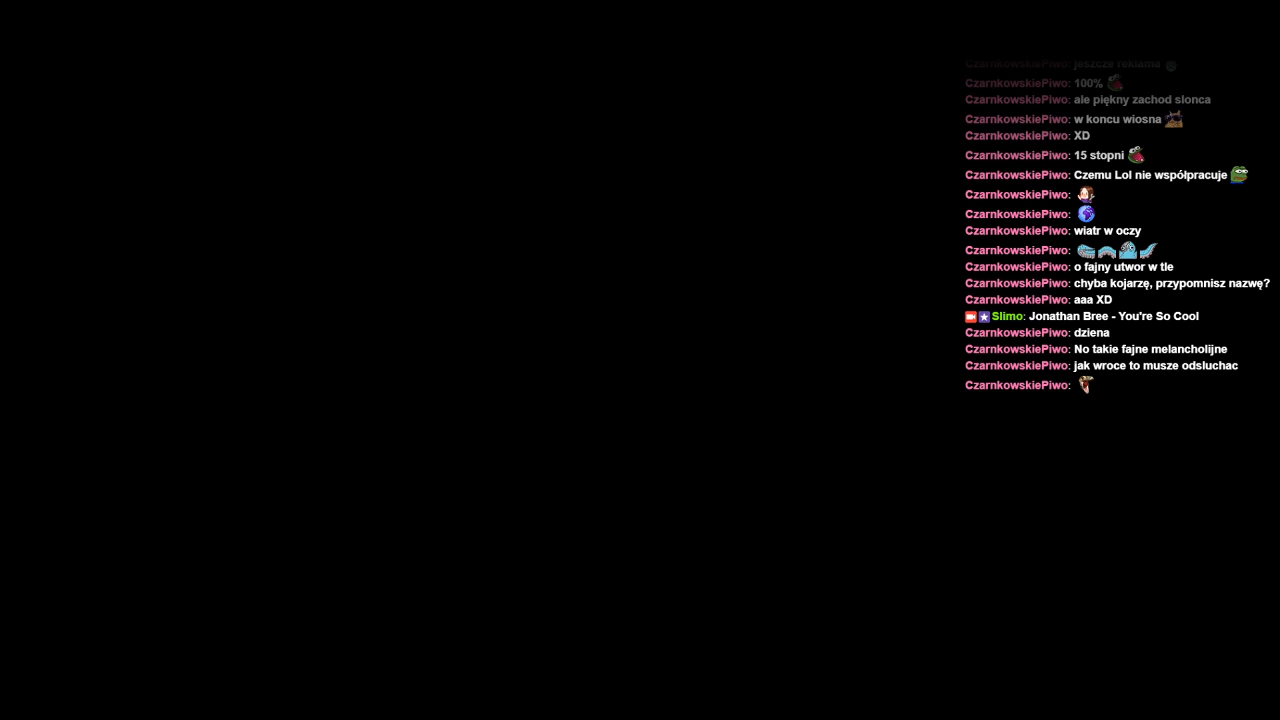 CzarnkowskiePiwo: jeszcze reklama
CzarnkowskiePiwo: 100%
CzarnkowskiePiwo: ale piękny zachod slonca
CzarnkowskiePiwo: w koncu wiosna
CzarnkowskiePiwo: XD
CzarnkowskiePiwo: 15 stopni
CzarnkowskiePiwo: Czemu Lol nie współpracuje
CzarnkowskiePiwo:
CzarnkowskiePiwo:
CzarnkowskiePiwo: wiatr w oczy
CzarnkowskiePiwo:
CzarnkowskiePiwo: o fajny utwor w tle
CzarnkowskiePiwo: chyba kojarzę, przypomnisz nazwę?
CzarnkowskiePiwo: aaa XD
Slimo: Jonathan Bree - You're So Cool
CzarnkowskiePiwo: dziena
CzarnkowskiePiwo: No takie fajne melancholijne
CzarnkowskiePiwo: jak wroce to musze odsluchac
CzarnkowskiePiwo: